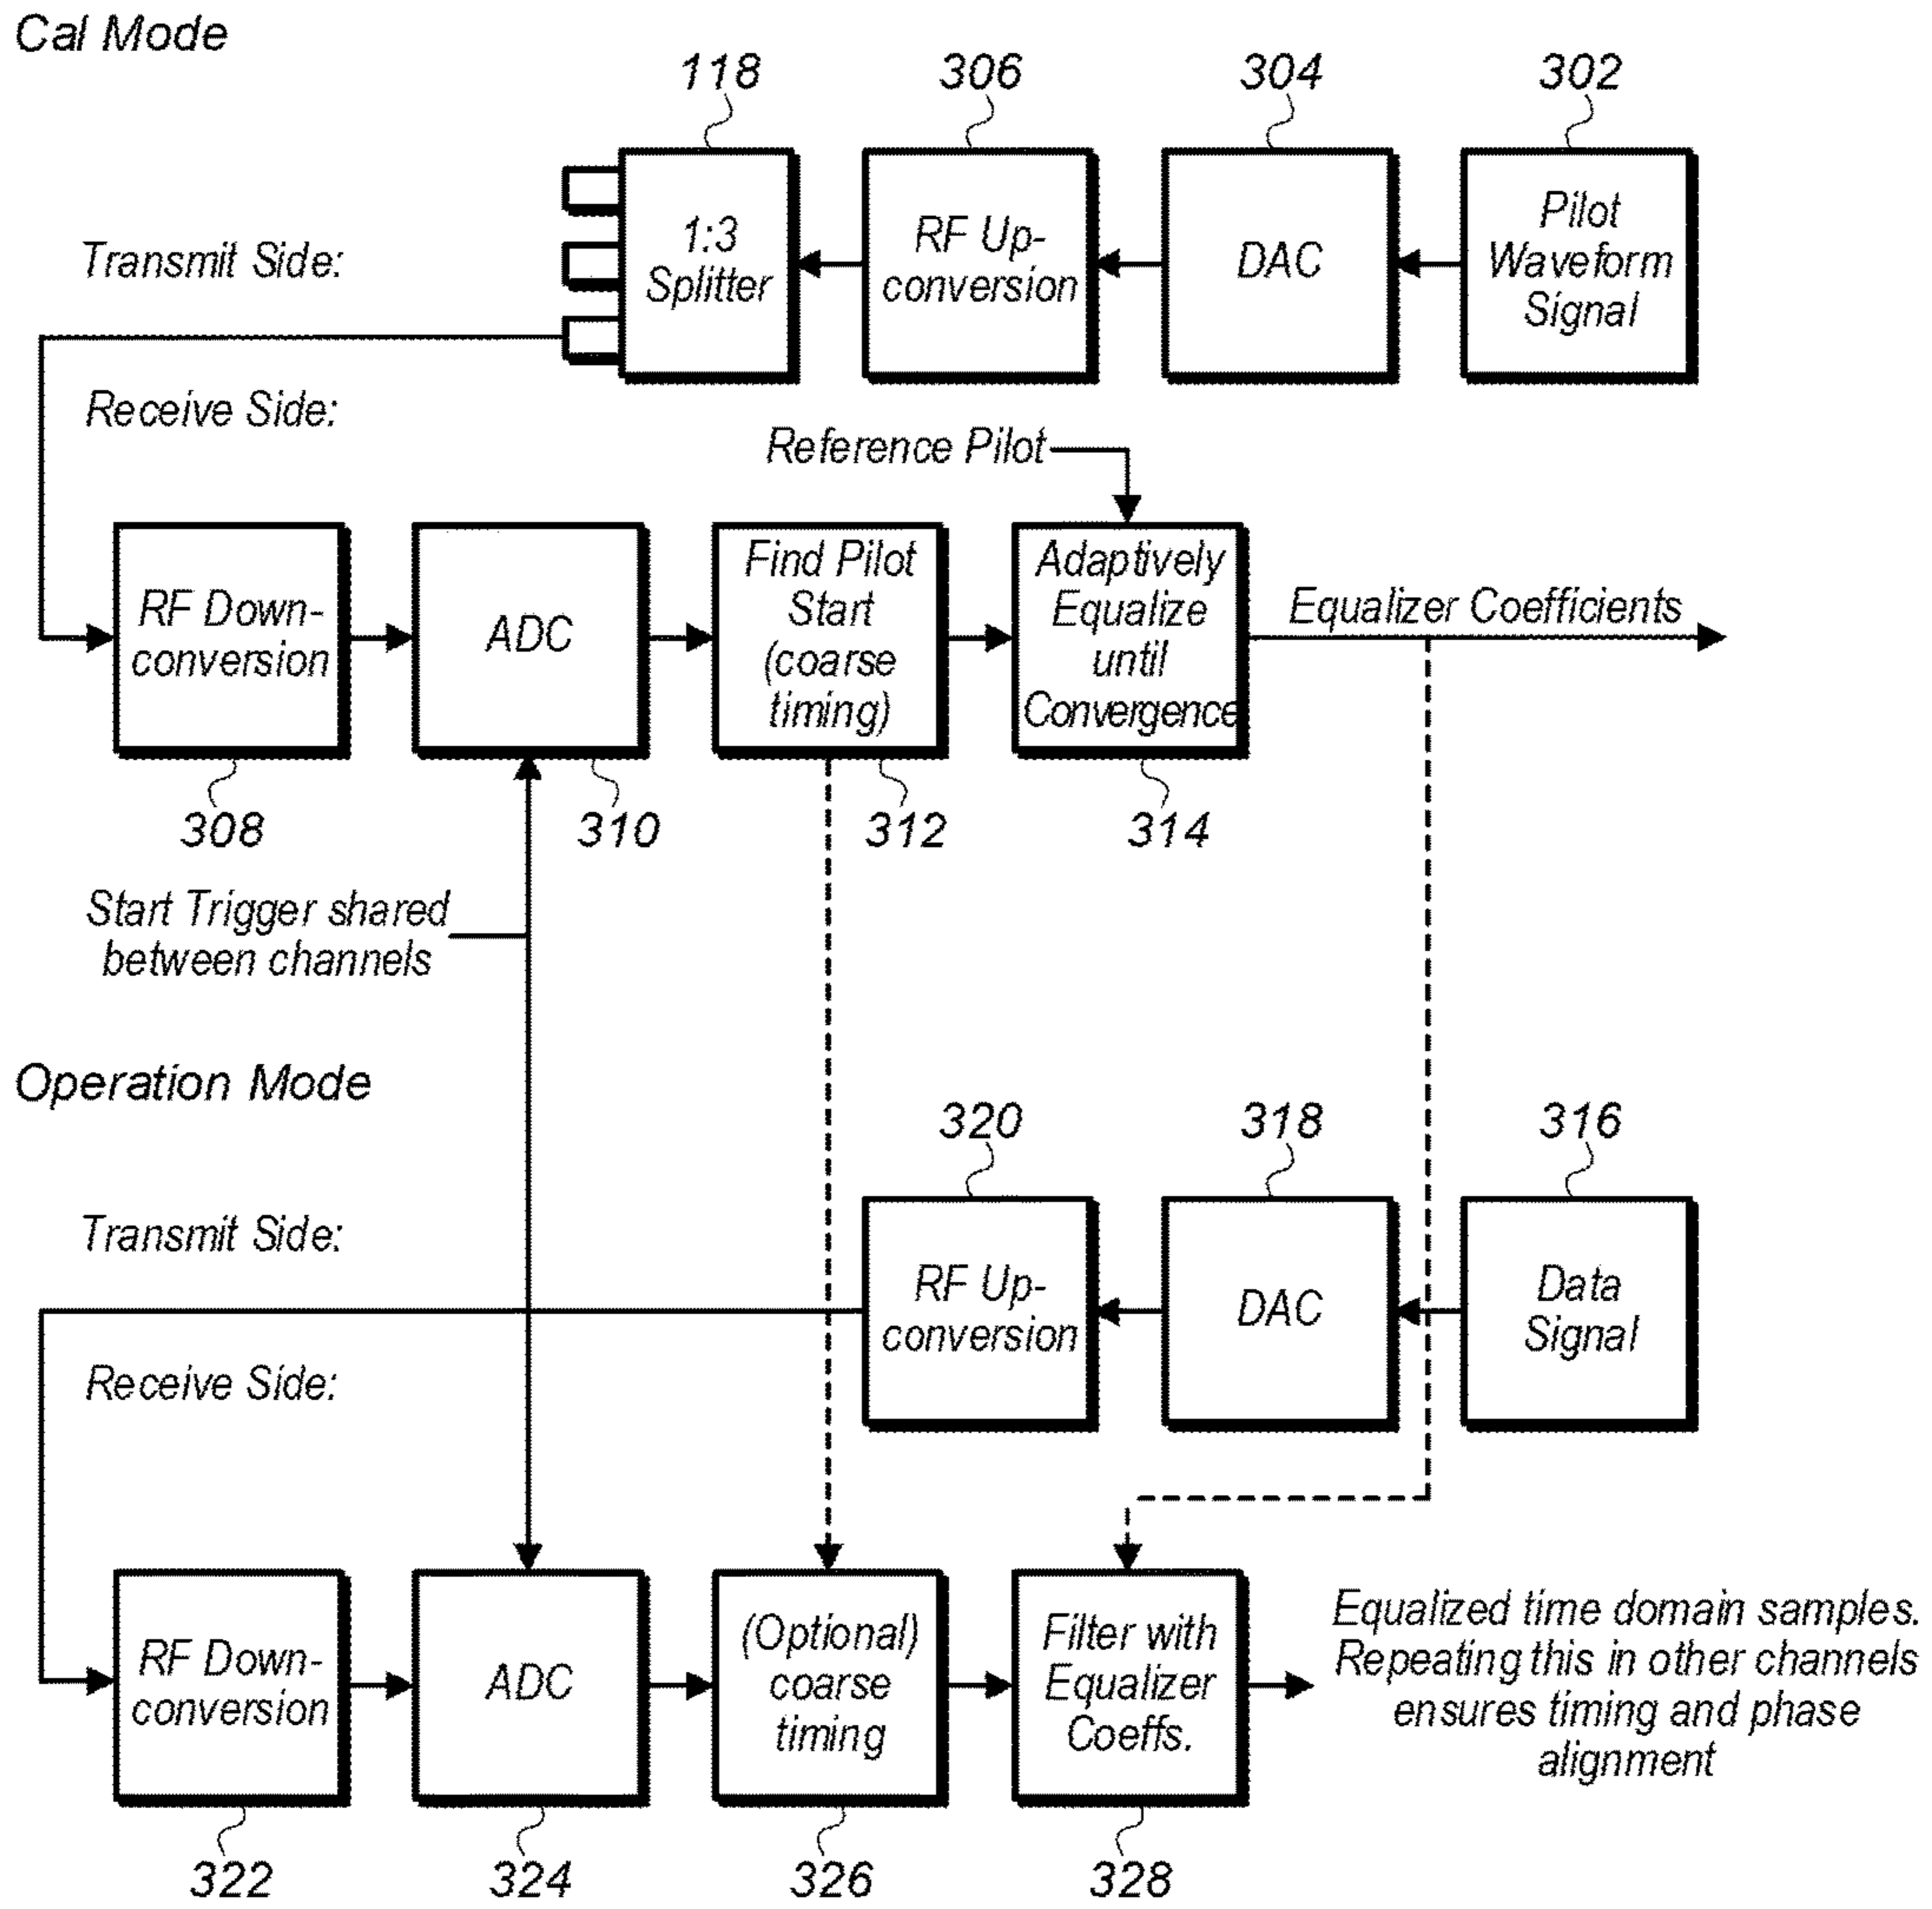 Cal Mode
118
306
304
302
Transmit Side:
1:3
Splitter
RF Up-
conversion
DAC
Pilot
Waveform
Signal
Receive Side:
Reference Pilot
RF Down-
conversion
ADC
Find Pilot
Start
(coarse
timing)
Adaptively
Equalize
until
Convergence
Equalizer Coefficients
308
310
312
314
Start Trigger shared
between channels
Operation Mode
320
318
316
Transmit Side:
RF Up-
conversion
DAC
Data
Signal
Receive Side:
RF Down-
conversion
ADC
(Optional)
coarse
timing
Filter with
Equalizer
Coeffs.
Equalized time domain samples.
Repeating this in other channels
ensures timing and phase
alignment
322
324
326
328